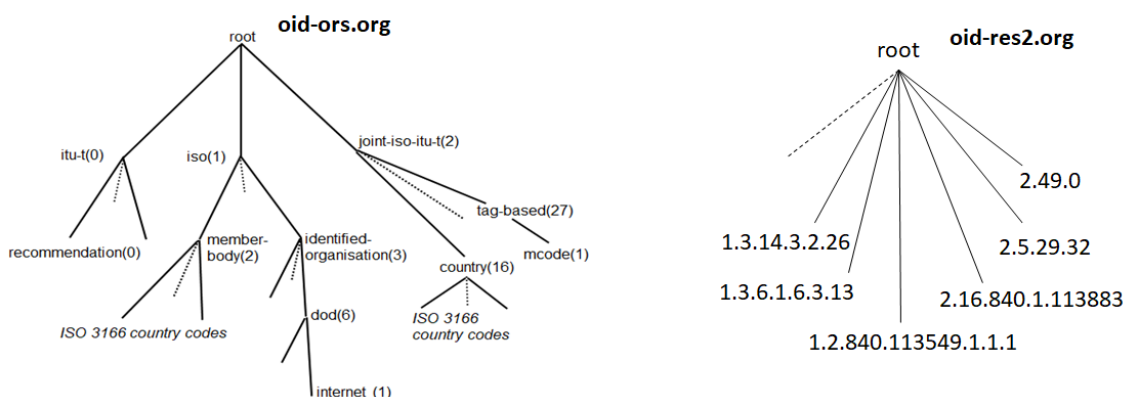 oid-ors.org
root
itu-t(0)
iso(1)
joint-iso-itu-t(2)
tag-based(27)
recommendation(0)
member-
body(2)
identified-
organisation(3)
mcode(1)
country(16)
ISO 3166 country codes
dod(6)
ISO 3166
country codes
internet (1)
oid-res2.org
root
2.49.0
1.3.14.3.2.26
2.5.29.32
1.3.6.1.6.3.13
2.16.840.1.113883
1.2.840.113549.1.1.1